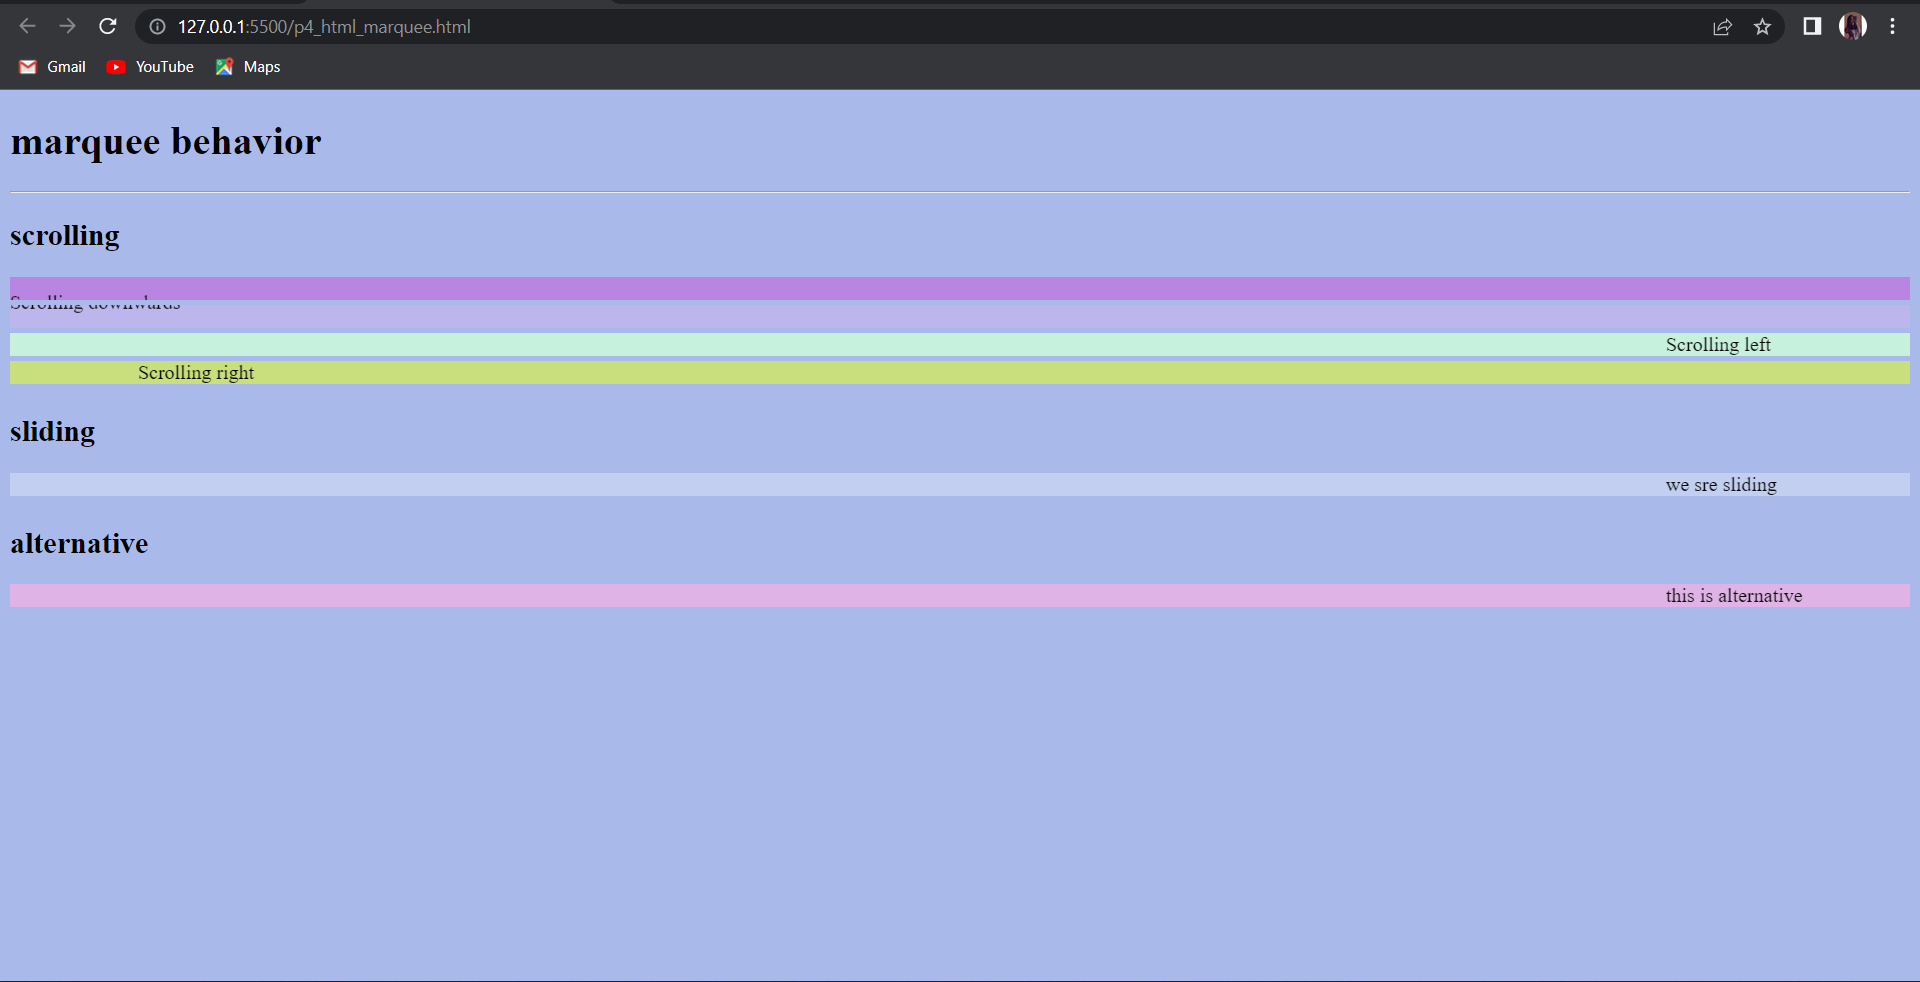 127.0.0.1:5500/p4_html_marquee.html
Gmail YouTube Maps
marquee behavior
scrolling
Scrolling downwards
Scrolling left
Scrolling right
sliding
we sre sliding
alternative
this is alternative